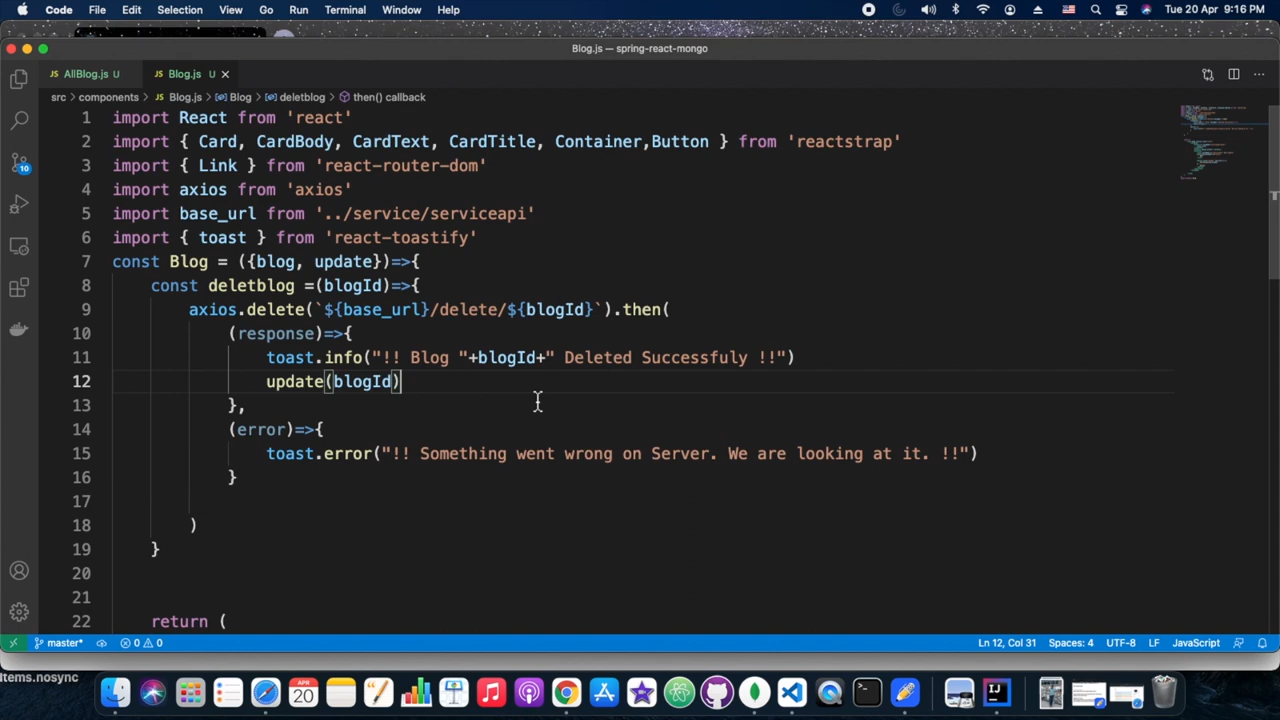 Code File Edit Selection View Go Run Terminal Window Help Tue 20 Apr 9:16 PM
Blog.js — spring-react-mongo
JS AllBlog.js U JS Blog.js U
src > components > JS Blog.js > Blog > deletblog > then() callback
1 import React from 'react'
2 import { Card, CardBody, CardText, CardTitle, Container,Button } from 'reactstrap'
3 import { Link } from 'react-router-dom'
4 import axios from 'axios'
5 import base_url from '../service/serviceapi'
6 import { toast } from 'react-toastify'
7 const Blog = ({blog, update})=>{
8 const deletblog =(blogId)=>{
9 axios.delete(`${base_url}/delete/${blogId}`).then(
10 (response)=>{
11 toast.info("!! Blog "+blogId+" Deleted Successfuly !!")
12 update(blogId)
13 },
14 (error)=>{
15 toast.error("!! Something went wrong on Server. We are looking at it. !!")
16 }
17
18 )
19 }
20
21
22 return (
10
master* 0 0 Ln 12, Col 31 Spaces: 4 UTF-8 LF JavaScript
Items.nosync
APR
20
IJ